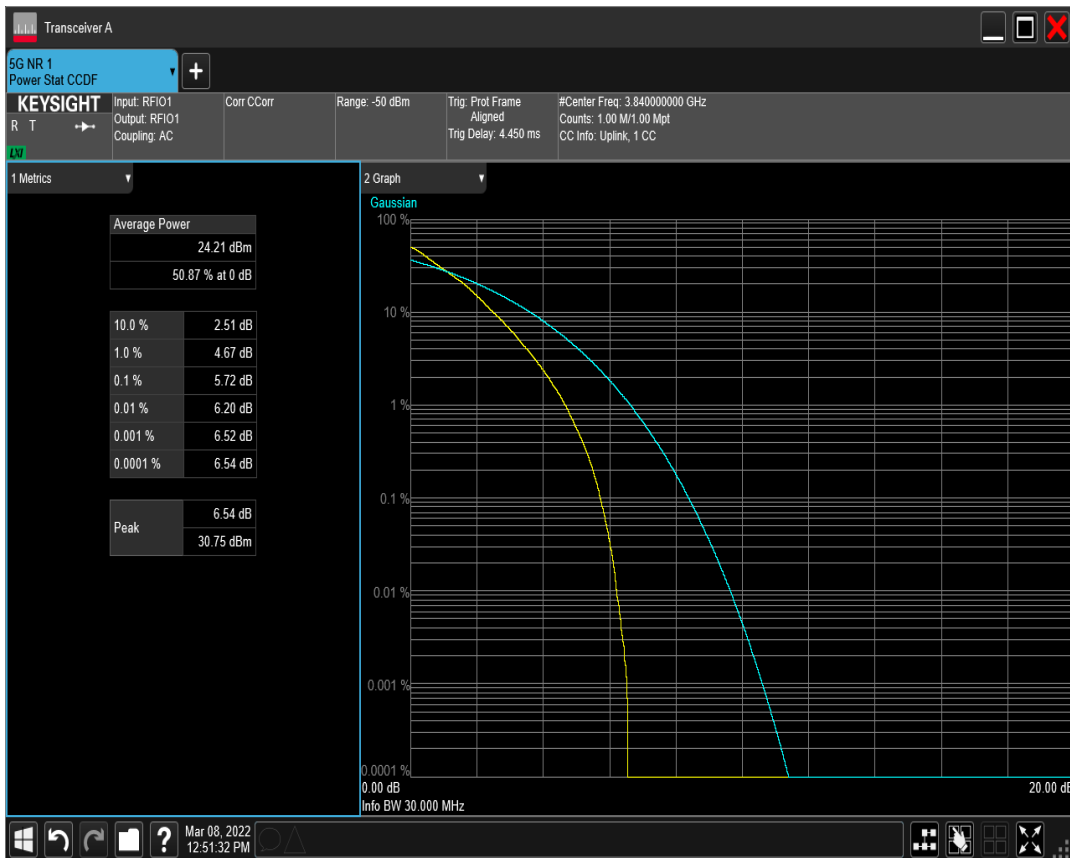 Transceiver A
5G NR 1
Power Stat CCDF
KEYSIGHT
R T
LXI
Input: RFIO1
Output: RFIO1
Coupling: AC
Corr CCorr
Range: -50 dBm
Trig: Prot Frame
Aligned
Trig Delay: 4.450 ms
#Center Freq: 3.840000000 GHz
Counts: 1.00 M/1.00 Mpt
CC Info: Uplink, 1 CC
1 Metrics
Average Power
24.21 dBm
50.87 % at 0 dB
10.0 % 2.51 dB
1.0 % 4.67 dB
0.1 % 5.72 dB
0.01 % 6.20 dB
0.001 % 6.52 dB
0.0001 % 6.54 dB
Peak 6.54 dB
30.75 dBm
2 Graph
Gaussian
100 %
10 %
1 %
0.1 %
0.01 %
0.001 %
0.0001 %
0.00 dB 20.00 dB
Info BW 30.000 MHz
? Mar 08, 2022
12:51:32 PM